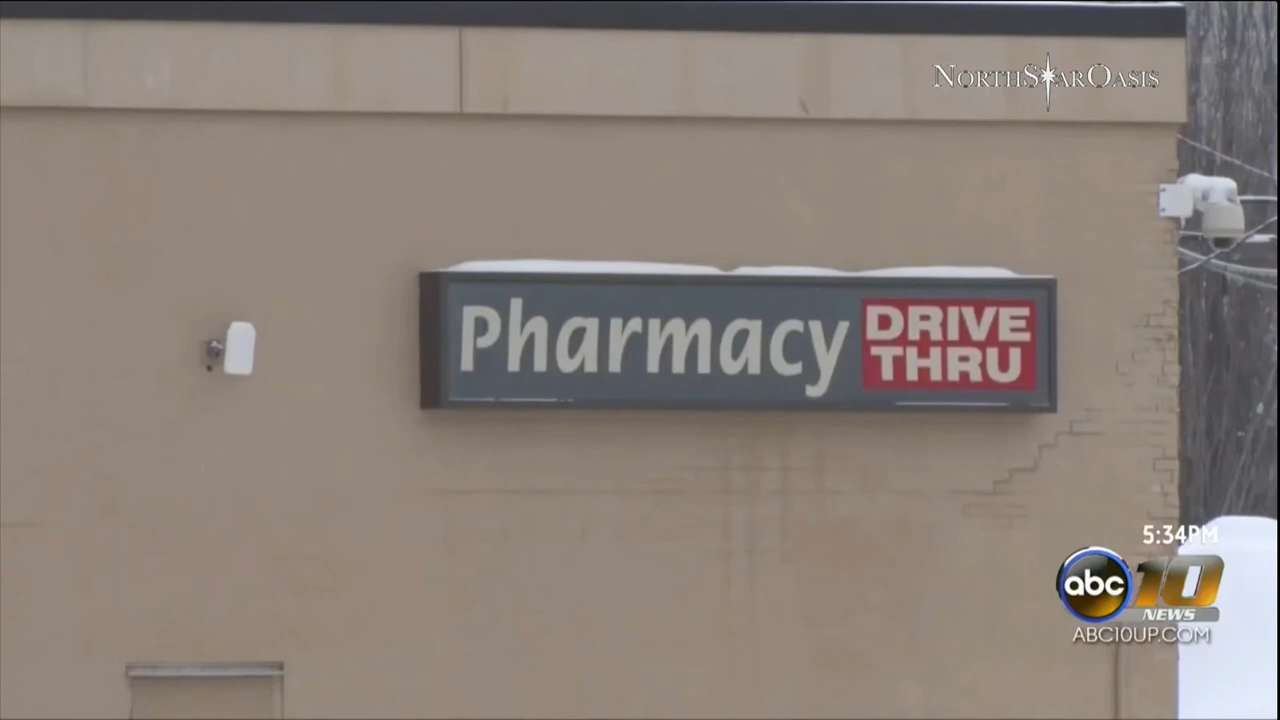 NORTHSTAROASIS
Pharmacy
DRIVE
THRU
5:34PM
abc 10
NEWS
ABC10UP.COM